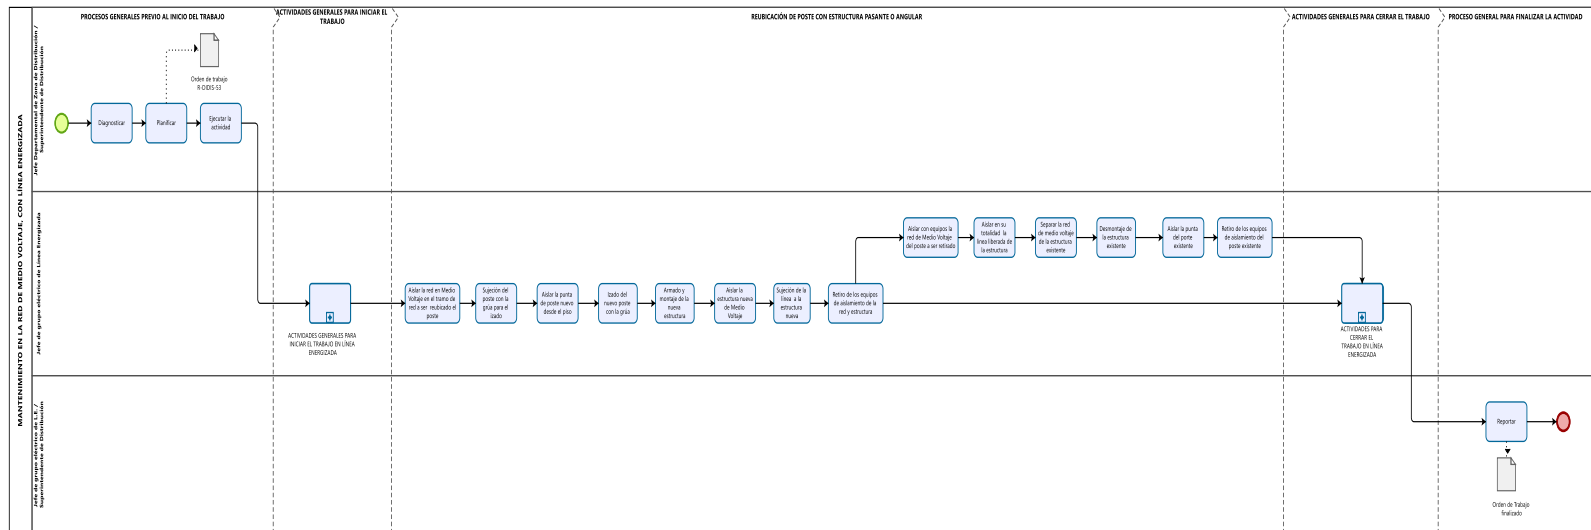 MANTENIMIENTO EN LA RED DE MEDIO VOLTAJE, CON LÍNEA ENERGIZADA
PROCESOS GENERALES PREVIO AL INICIO DEL TRABAJO
ACTIVIDADES GENERALES PARA INICIAR EL
TRABAJO
REUBICACIÓN DE POSTE CON ESTRUCTURA PASANTE O ANGULAR
ACTIVIDADES GENERALES PARA CERRAR EL TRABAJO
PROCESO GENERAL PARA FINALIZAR LA ACTIVIDAD
Jefe Departamental de Zona de Distribución /
Superintendente de Distribución
Orden de trabajo
R-DIDIS-53
Diagnosticar
Planificar
Ejecutar la
actividad
Jefe de grupo eléctrico de Línea Energizada
ACTIVIDADES GENERALES PARA
INICIAR EL TRABAJO EN LÍNEA
ENERGIZADA
Aislar la red en Medio
Voltaje en el tramo de
red a ser reubicado el
poste
Sujeción del
poste con la
grúa para el
izado
Aislar la punta
de poste nuevo
desde el piso
Izado del
nuevo poste
con la grúa
Armado y
montaje de la
nueva
estructura
Aislar la
estructura nueva
de Medio
Voltaje
Sujeción de la
línea a la
estructura
nueva
Retiro de los equipos
de aislamiento de la
red y estructura
Aislar con equipos la
red de Medio Voltaje
del poste a ser retirado
Aislar en su
totalidad la
línea liberada de
la estructura
Separar la red
de medio voltaje
de la estructura
existente
Desmontaje de
la estructura
existente
Aislar la punta
del porte
existente
Retiro de los equipos
de aislamiento del
poste existente
ACTIVIDADES PARA
CERRAR EL
TRABAJO EN LÍNEA
ENERGIZADA
Jefe de grupo eléctrico de L.E. /
Superintendente de Distribución
Reportar
Orden de Trabajo
finalizado